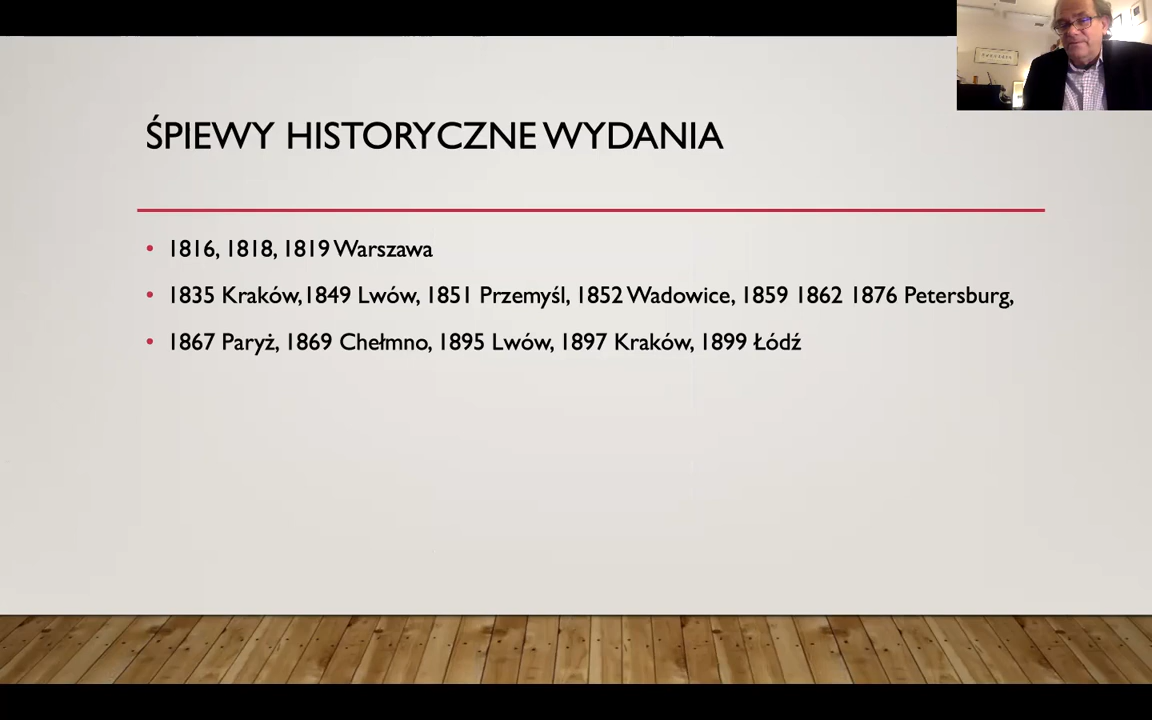 ŚPIEWY HISTORYCZNE WYDANIA
• 1816, 1818, 1819 Warszawa
• 1835 Kraków,1849 Lwów, 1851 Przemyśl, 1852 Wadowice, 1859 1862 1876 Petersburg,
• 1867 Paryż, 1869 Chełmno, 1895 Lwów, 1897 Kraków, 1899 Łódź